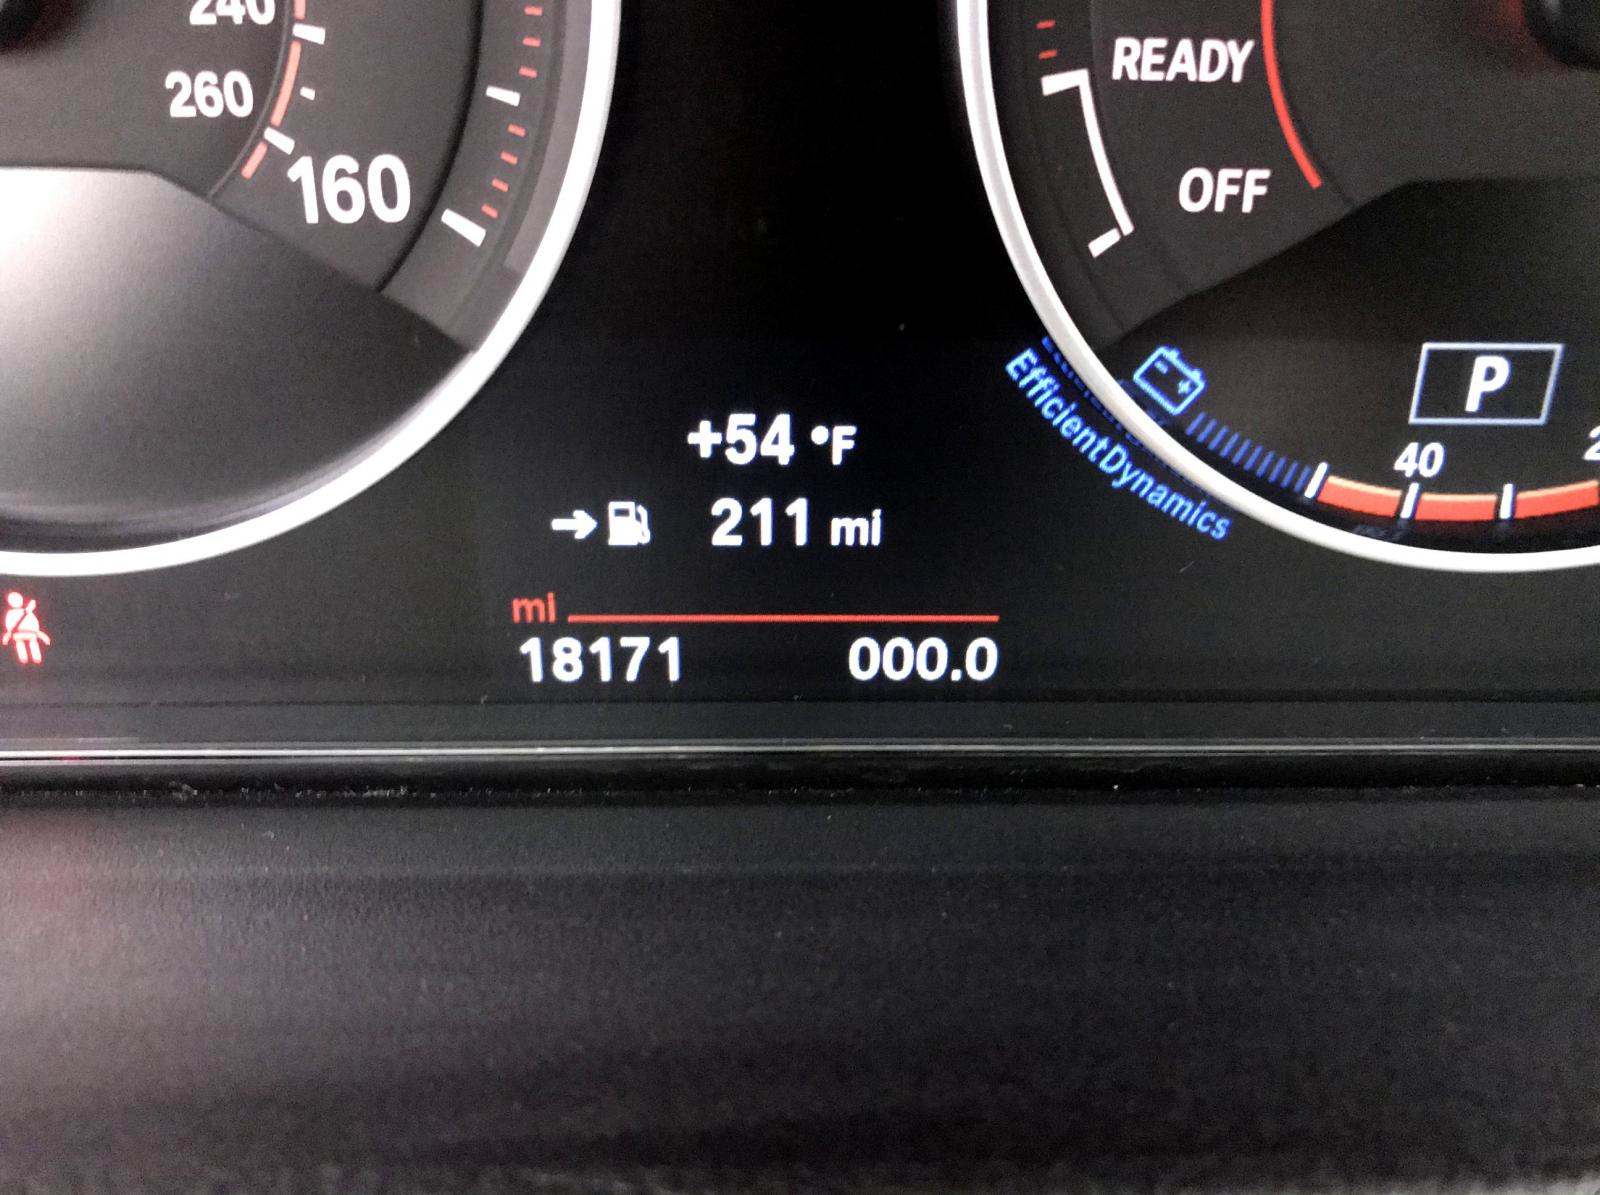 240
260
160
READY
OFF
P
40
+54 °F
211 mi
EfficientDynamics
mi
18171 000.0